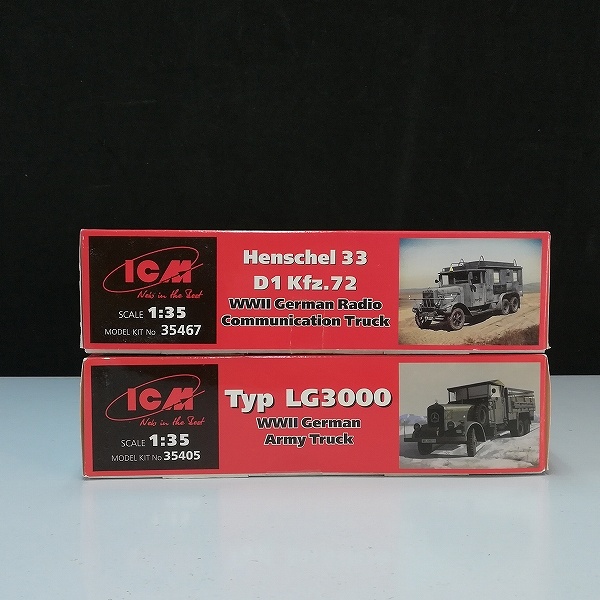 ICM
New in the Best
SCALE 1:35
MODEL KIT No 35467
Henschel 33
D1 Kfz.72
WWII German Radio
Communication Truck
ICM
New in the Best
SCALE 1:35
MODEL KIT No 35405
Typ LG3000
WWII German
Army Truck